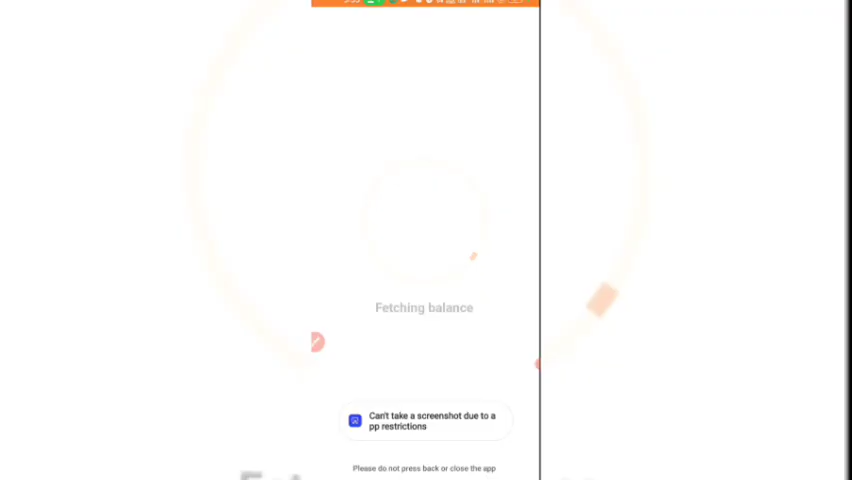 Fetching balance
Can't take a screenshot due to a
pp restrictions
Please do not press back or close the app